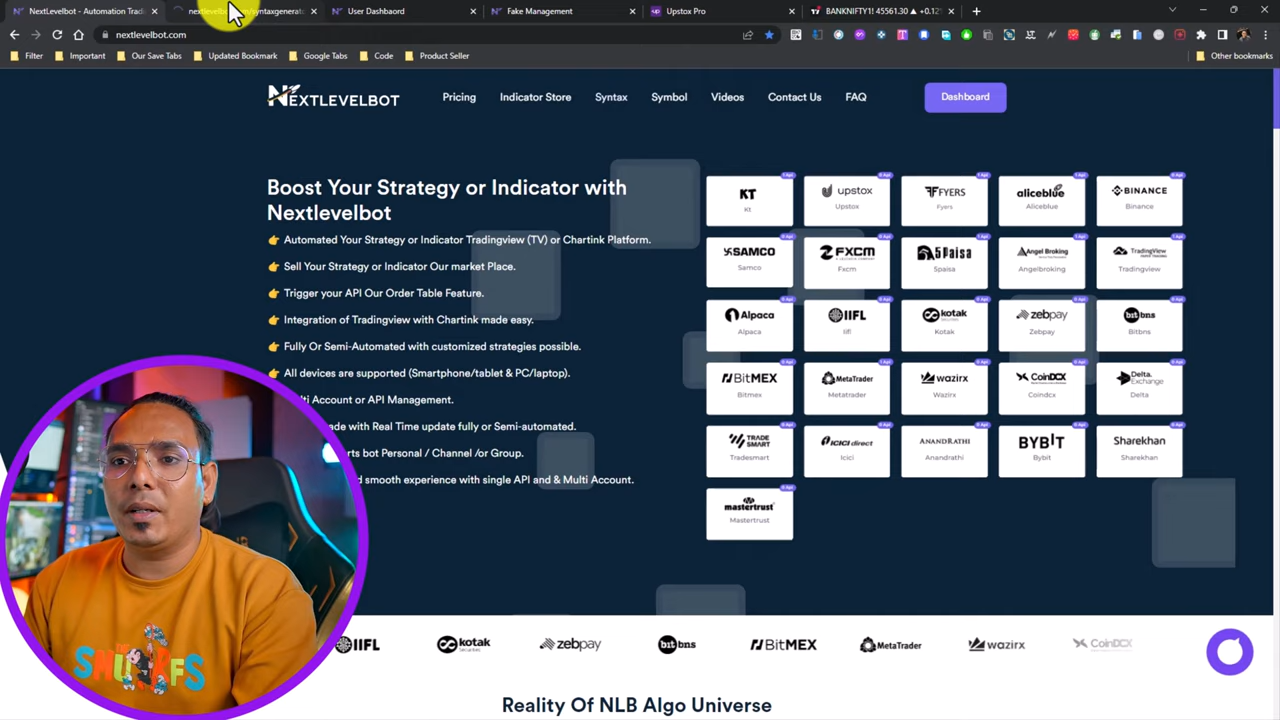 NextLevelbot - Automation Trad
nextlevelbot.com/syntaxgenerat
User Dashboard
Fake Management
Upstox Pro
BANKNIFTY1! 45561.
nextlevelbot.com
Filter
Important
Our Save Tabs
Updated Bookmark
Google Tabs
Code
Product Seller
Other bookmarks
NEXTLEVELBOT
Pricing
Indicator Store
Syntax
Symbol
Videos
Contact Us
FAQ
Dashboard
Boost Your Strategy or Indicator with
Nextlevelbot
👉 Automated Your Strategy or Indicator Tradingview (TV) or Chartink Platform.
👉 Sell Your Strategy or Indicator Our market Place.
👉 Trigger your API Our Order Table Feature.
👉 Integration of Tradingview with Chartink made easy.
👉 Fully Or Semi-Automated with customized strategies possible.
👉 All devices are supported (Smartphone/tablet & PC/laptop).
Account or API Management.
with Real Time update fully or Semi-automated.
bot Personal / Channel /or Group.
smooth experience with single API and & Multi Account.
KT
Kt
upstox
Upstox
FYERS
Fyers
aliceblue
Aliceblue
BINANCE
Binance
SAMCO
Samco
FXCM
Fxcm
5paisa
5paisa
Angel Broking
Angelbroking
TradingView
Tradingview
Alpaca
Alpaca
IIFL
Iifl
kotak
Securities
Kotak
zebpay
Zebpay
bitbns
Bitbns
BitMEX
Bitmex
MetaTrader
Metatrader
wazirx
Wazirx
CoinDCX
Coindcx
Delta.
Exchange
Delta
TRADE
SMART
Tradesmart
ICICI direct
Icici
ANANDRATHI
Anandrathi
BYBIT
Bybit
Sharekhan
Sharekhan
mastertrust
Mastertrust
IIFL
kotak
Securities
zebpay
bitbns
BitMEX
MetaTrader
wazirx
CoinDCX
Reality Of NLB Algo Universe